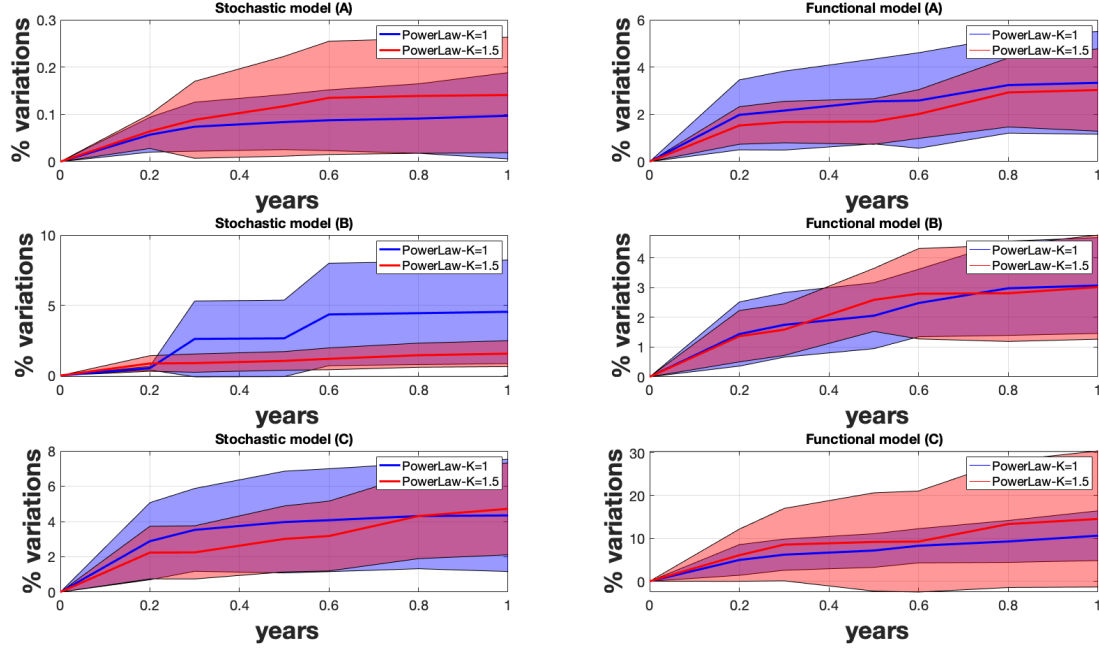 Stochastic model (A)
% variations
0.3
0.2
0.1
0
PowerLaw-K=1
PowerLaw-K=1.5
0 0.2 0.4 0.6 0.8 1
years
Functional model (A)
% variations
6
4
2
0
PowerLaw-K=1
PowerLaw-K=1.5
0 0.2 0.4 0.6 0.8 1
years
Stochastic model (B)
% variations
10
5
0
PowerLaw-K=1
PowerLaw-K=1.5
0 0.2 0.4 0.6 0.8 1
years
Functional model (B)
% variations
4
3
2
1
0
PowerLaw-K=1
PowerLaw-K=1.5
0 0.2 0.4 0.6 0.8 1
years
Stochastic model (C)
% variations
8
6
4
2
0
PowerLaw-K=1
PowerLaw-K=1.5
0 0.2 0.4 0.6 0.8 1
years
Functional model (C)
% variations
30
20
10
0
PowerLaw-K=1
PowerLaw-K=1.5
0 0.2 0.4 0.6 0.8 1
years